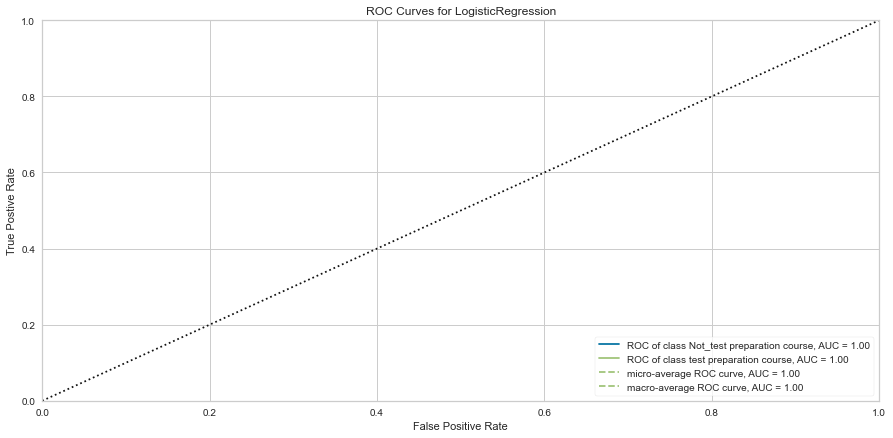 ROC Curves for LogisticRegression
1.0
0.8
0.6
0.4
0.2
0.0
True Postive Rate
ROC of class Not_test preparation course, AUC = 1.00
ROC of class test preparation course, AUC = 1.00
micro-average ROC curve, AUC = 1.00
macro-average ROC curve, AUC = 1.00
0.0 0.2 0.4 0.6 0.8 1.0
False Positive Rate